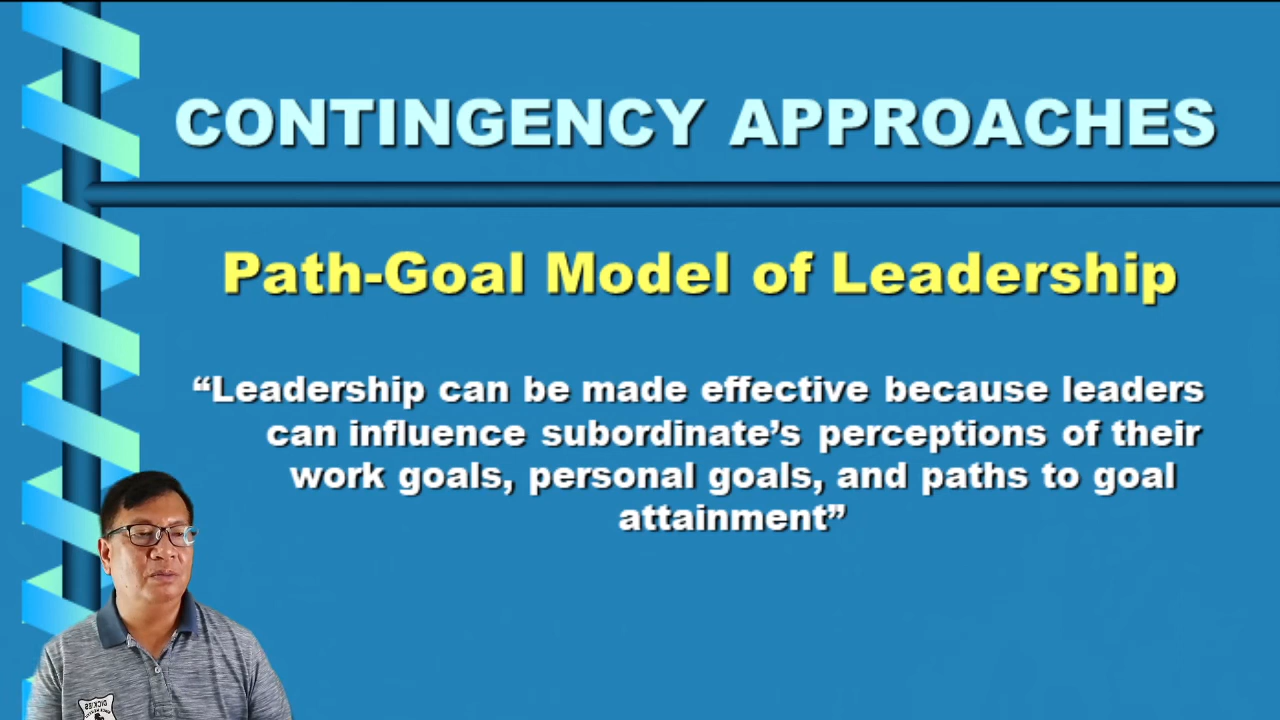 CONTINGENCY APPROACHES
Path-Goal Model of Leadership
“Leadership can be made effective because leaders
can influence subordinate’s perceptions of their
work goals, personal goals, and paths to goal
attainment”
DICKIES